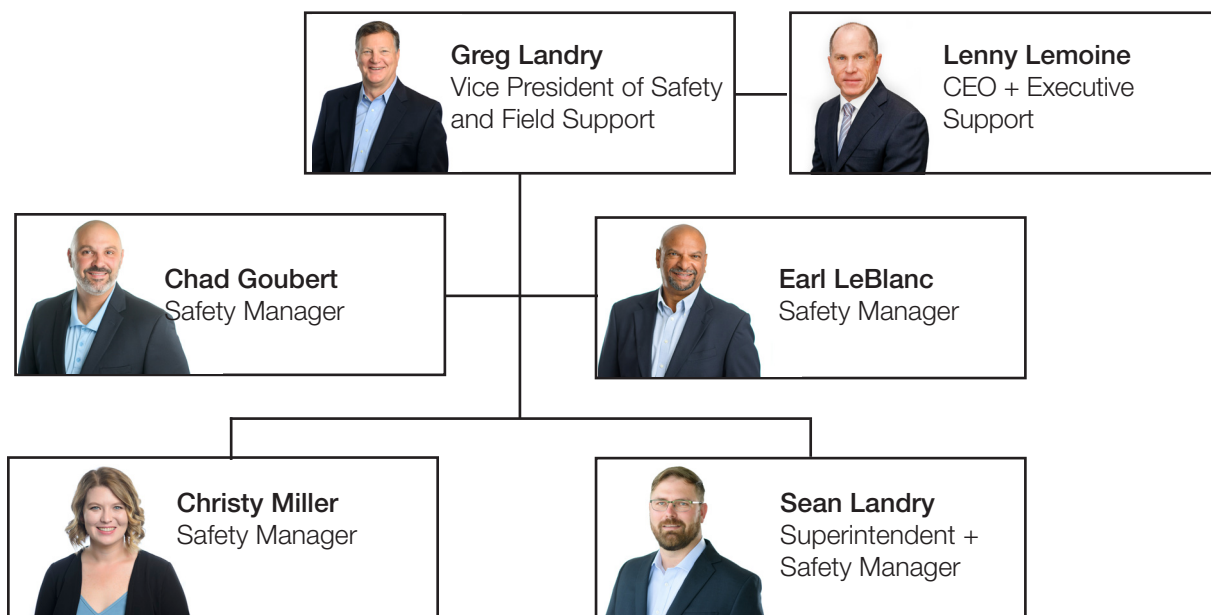 Greg Landry
Vice President of Safety
and Field Support
Lenny Lemoine
CEO + Executive
Support
Chad Goubert
Safety Manager
Earl LeBlanc
Safety Manager
Christy Miller
Safety Manager
Sean Landry
Superintendent +
Safety Manager